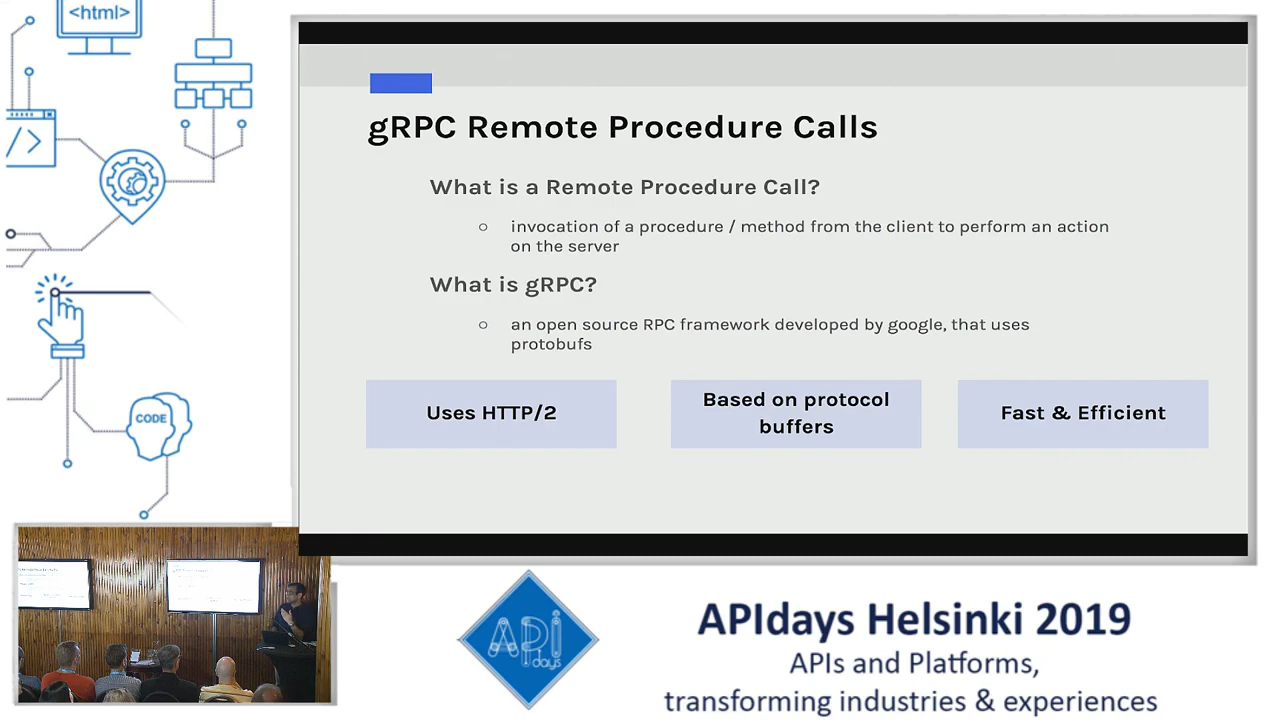 <html>
gRPC Remote Procedure Calls
What is a Remote Procedure Call?
invocation of a procedure / method from the client to perform an action
on the server
What is gRPC?
an open source RPC framework developed by google, that uses
protobufs
Uses HTTP/2
Based on protocol
buffers
Fast & Efficient
/>
CODE
API
days
APIdays Helsinki 2019
APIs and Platforms,
transforming industries & experiences